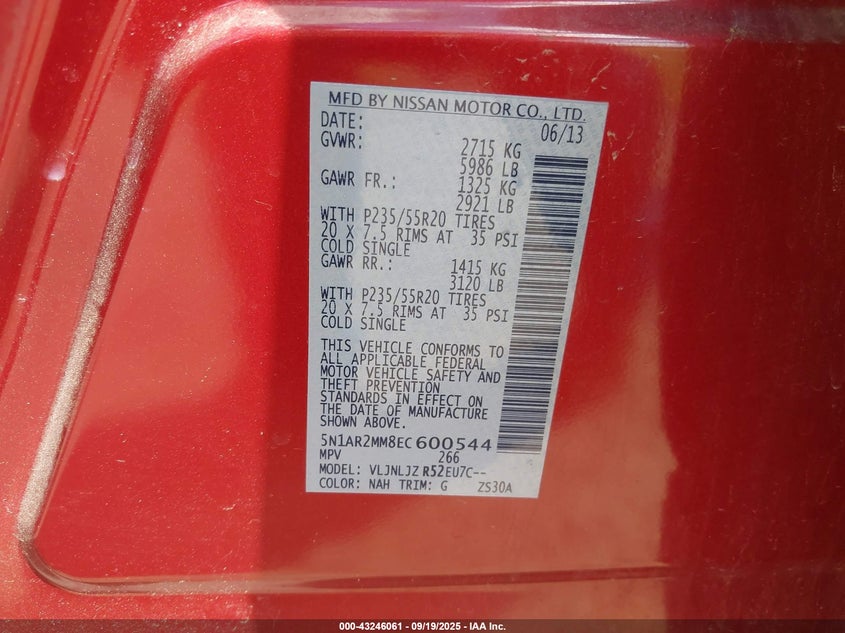 MFD BY NISSAN MOTOR CO., LTD.
DATE: 06/13
GVWR: 2715 KG
5986 LB
GAWR FR.: 1325 KG
2921 LB
WITH P235/55R20 TIRES
20 X 7.5 RIMS AT 35 PSI
COLD SINGLE
GAWR RR.: 1415 KG
3120 LB
WITH P235/55R20 TIRES
20 X 7.5 RIMS AT 35 PSI
COLD SINGLE
THIS VEHICLE CONFORMS TO
ALL APPLICABLE FEDERAL
MOTOR VEHICLE SAFETY AND
THEFT PREVENTION
STANDARDS IN EFFECT ON
THE DATE OF MANUFACTURE
SHOWN ABOVE.
5N1AR2MM8EC600544
MPV 266
MODEL: VLJNLJZ R52EU7C--
COLOR: NAH TRIM: G ZS30A
000-43246061 - 09/19/2025 - IAA Inc.